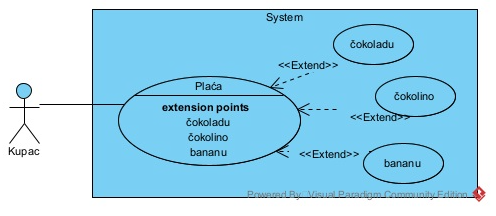 System
čokoladu
<<Extend>>
Plaća
extension points
čokoladu
čokolino
bananu
čokolino
<<Extend>>
<<Extend>>
bananu
Kupac
Powered By: Visual Paradigm Community Edition